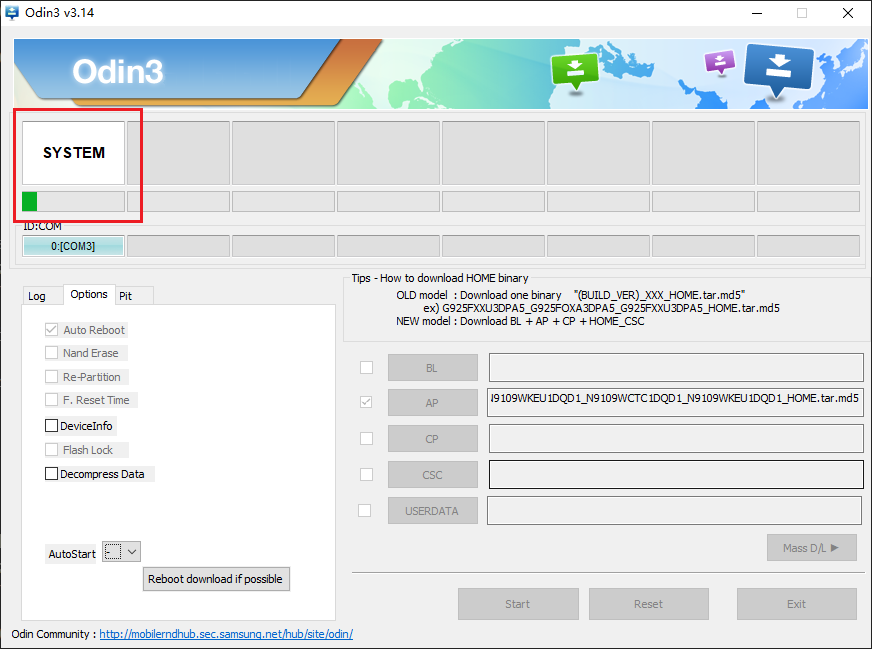 Odin3 v3.14
Odin3
SYSTEM
ID:COM
0:[COM3]
Log
Options
Pit
Auto Reboot
Nand Erase
Re-Partition
F. Reset Time
DeviceInfo
Flash Lock
Decompress Data
AutoStart
-
Reboot download if possible
Tips - How to download HOME binary
OLD model : Download one binary "(BUILD_VER)_XXX_HOME.tar.md5"
ex) G925FXXU3DPA5_G925FOXA3DPA5_G925FXXU3DPA5_HOME.tar.md5
NEW model : Download BL + AP + CP + HOME_CSC
BL
AP
N9109WKEU1DQD1_N9109WCTC1DQD1_N9109WKEU1DQD1_HOME.tar.md5
CP
CSC
USERDATA
Mass D/L ▶
Start
Reset
Exit
Odin Community : http://mobilerndhub.sec.samsung.net/hub/site/odin/